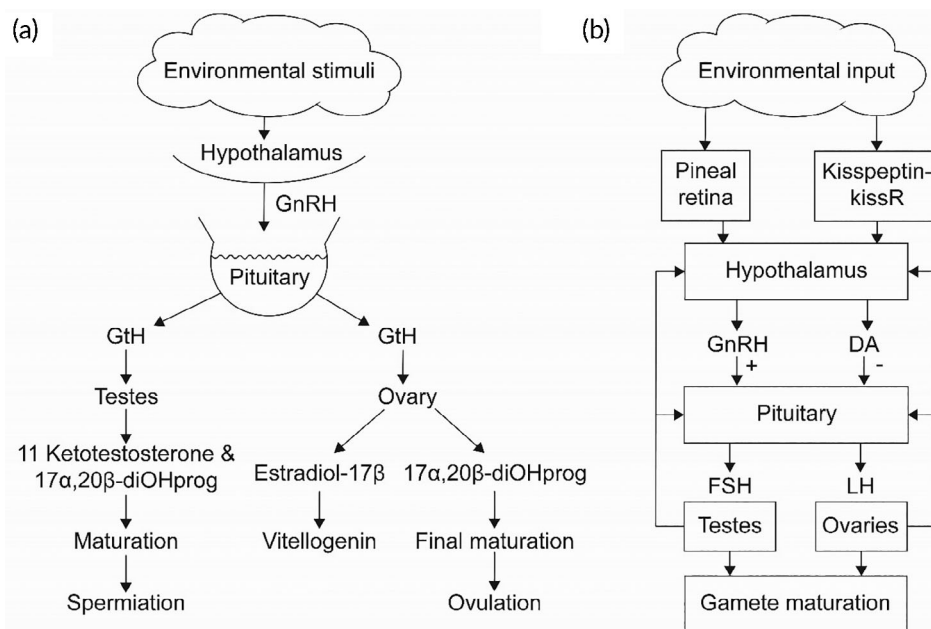 (a)
Environmental stimuli
Hypothalamus
GnRH
Pituitary
GtH
GtH
Testes
Ovary
11 Ketotestosterone &
17α,20β-diOHprog
Estradiol-17β
17α,20β-diOHprog
Maturation
Vitellogenin
Final maturation
Spermiation
Ovulation
(b)
Environmental input
Pineal
retina
Kisspeptin-
kissR
Hypothalamus
GnRH
DA
+
-
Pituitary
FSH
LH
Testes
Ovaries
Gamete maturation